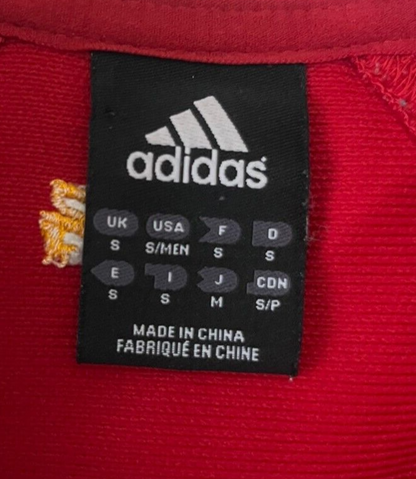 adidas
UK USA F D
S S/MEN S S
E I J CDN
S S M S/P
MADE IN CHINA
FABRIQUÉ EN CHINE